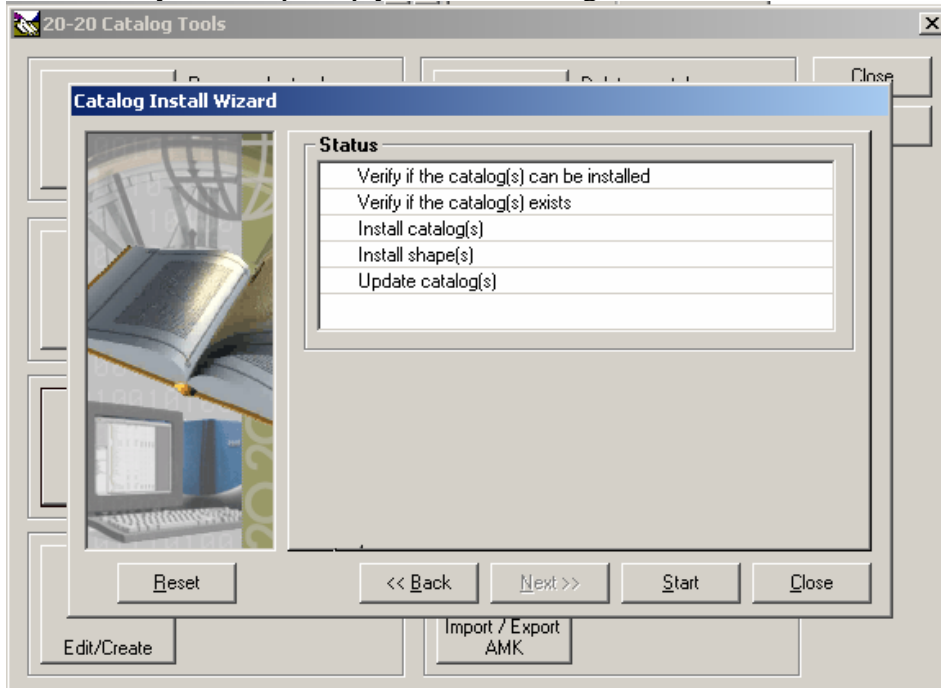 20-20 Catalog Tools
Close
Catalog Install Wizard
Status
Verify if the catalog(s) can be installed
Verify if the catalog(s) exists
Install catalog(s)
Install shape(s)
Update catalog(s)
Reset
<< Back
Next >>
Start
Close
Edit/Create
Import / Export
AMK